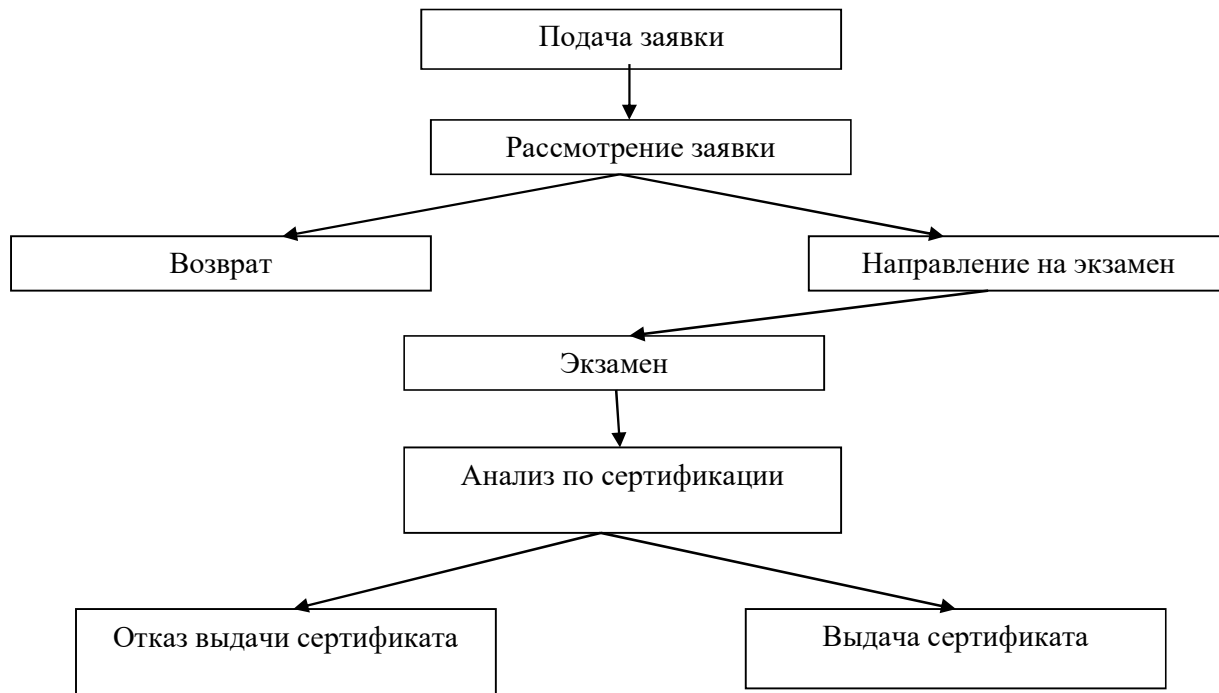 Подача заявки
Рассмотрение заявки
Возврат
Направление на экзамен
Экзамен
Анализ по сертификации
Отказ выдачи сертификата
Выдача сертификата